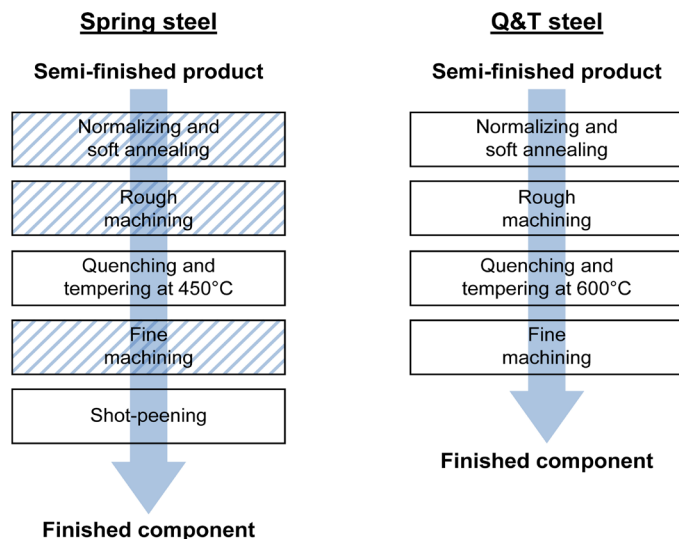 Spring steel
Semi-finished product
Normalizing and
soft annealing
Rough
machining
Quenching and
tempering at 450°C
Fine
machining
Shot-peening
Finished component
Q&T steel
Semi-finished product
Normalizing and
soft annealing
Rough
machining
Quenching and
tempering at 600°C
Fine
machining
Finished component